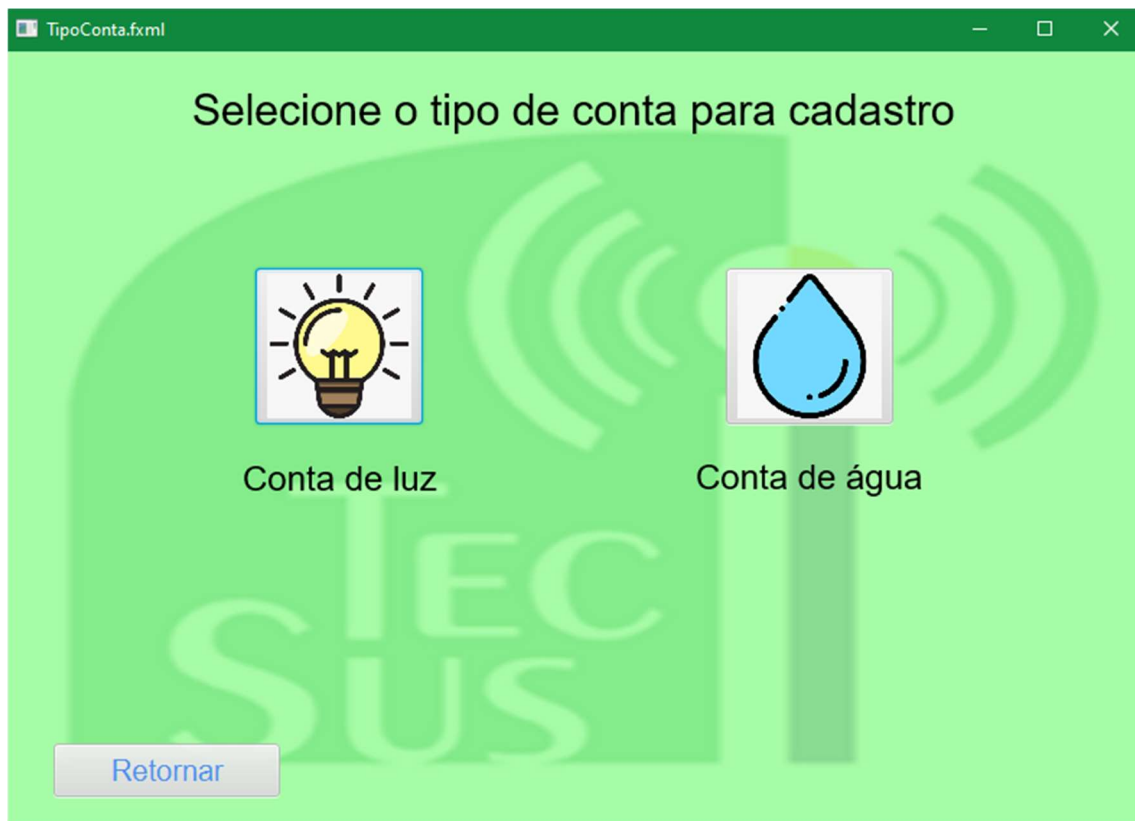 TipoConta.fxml
Selecione o tipo de conta para cadastro
Conta de luz
Conta de água
TEC
SUS
Retornar